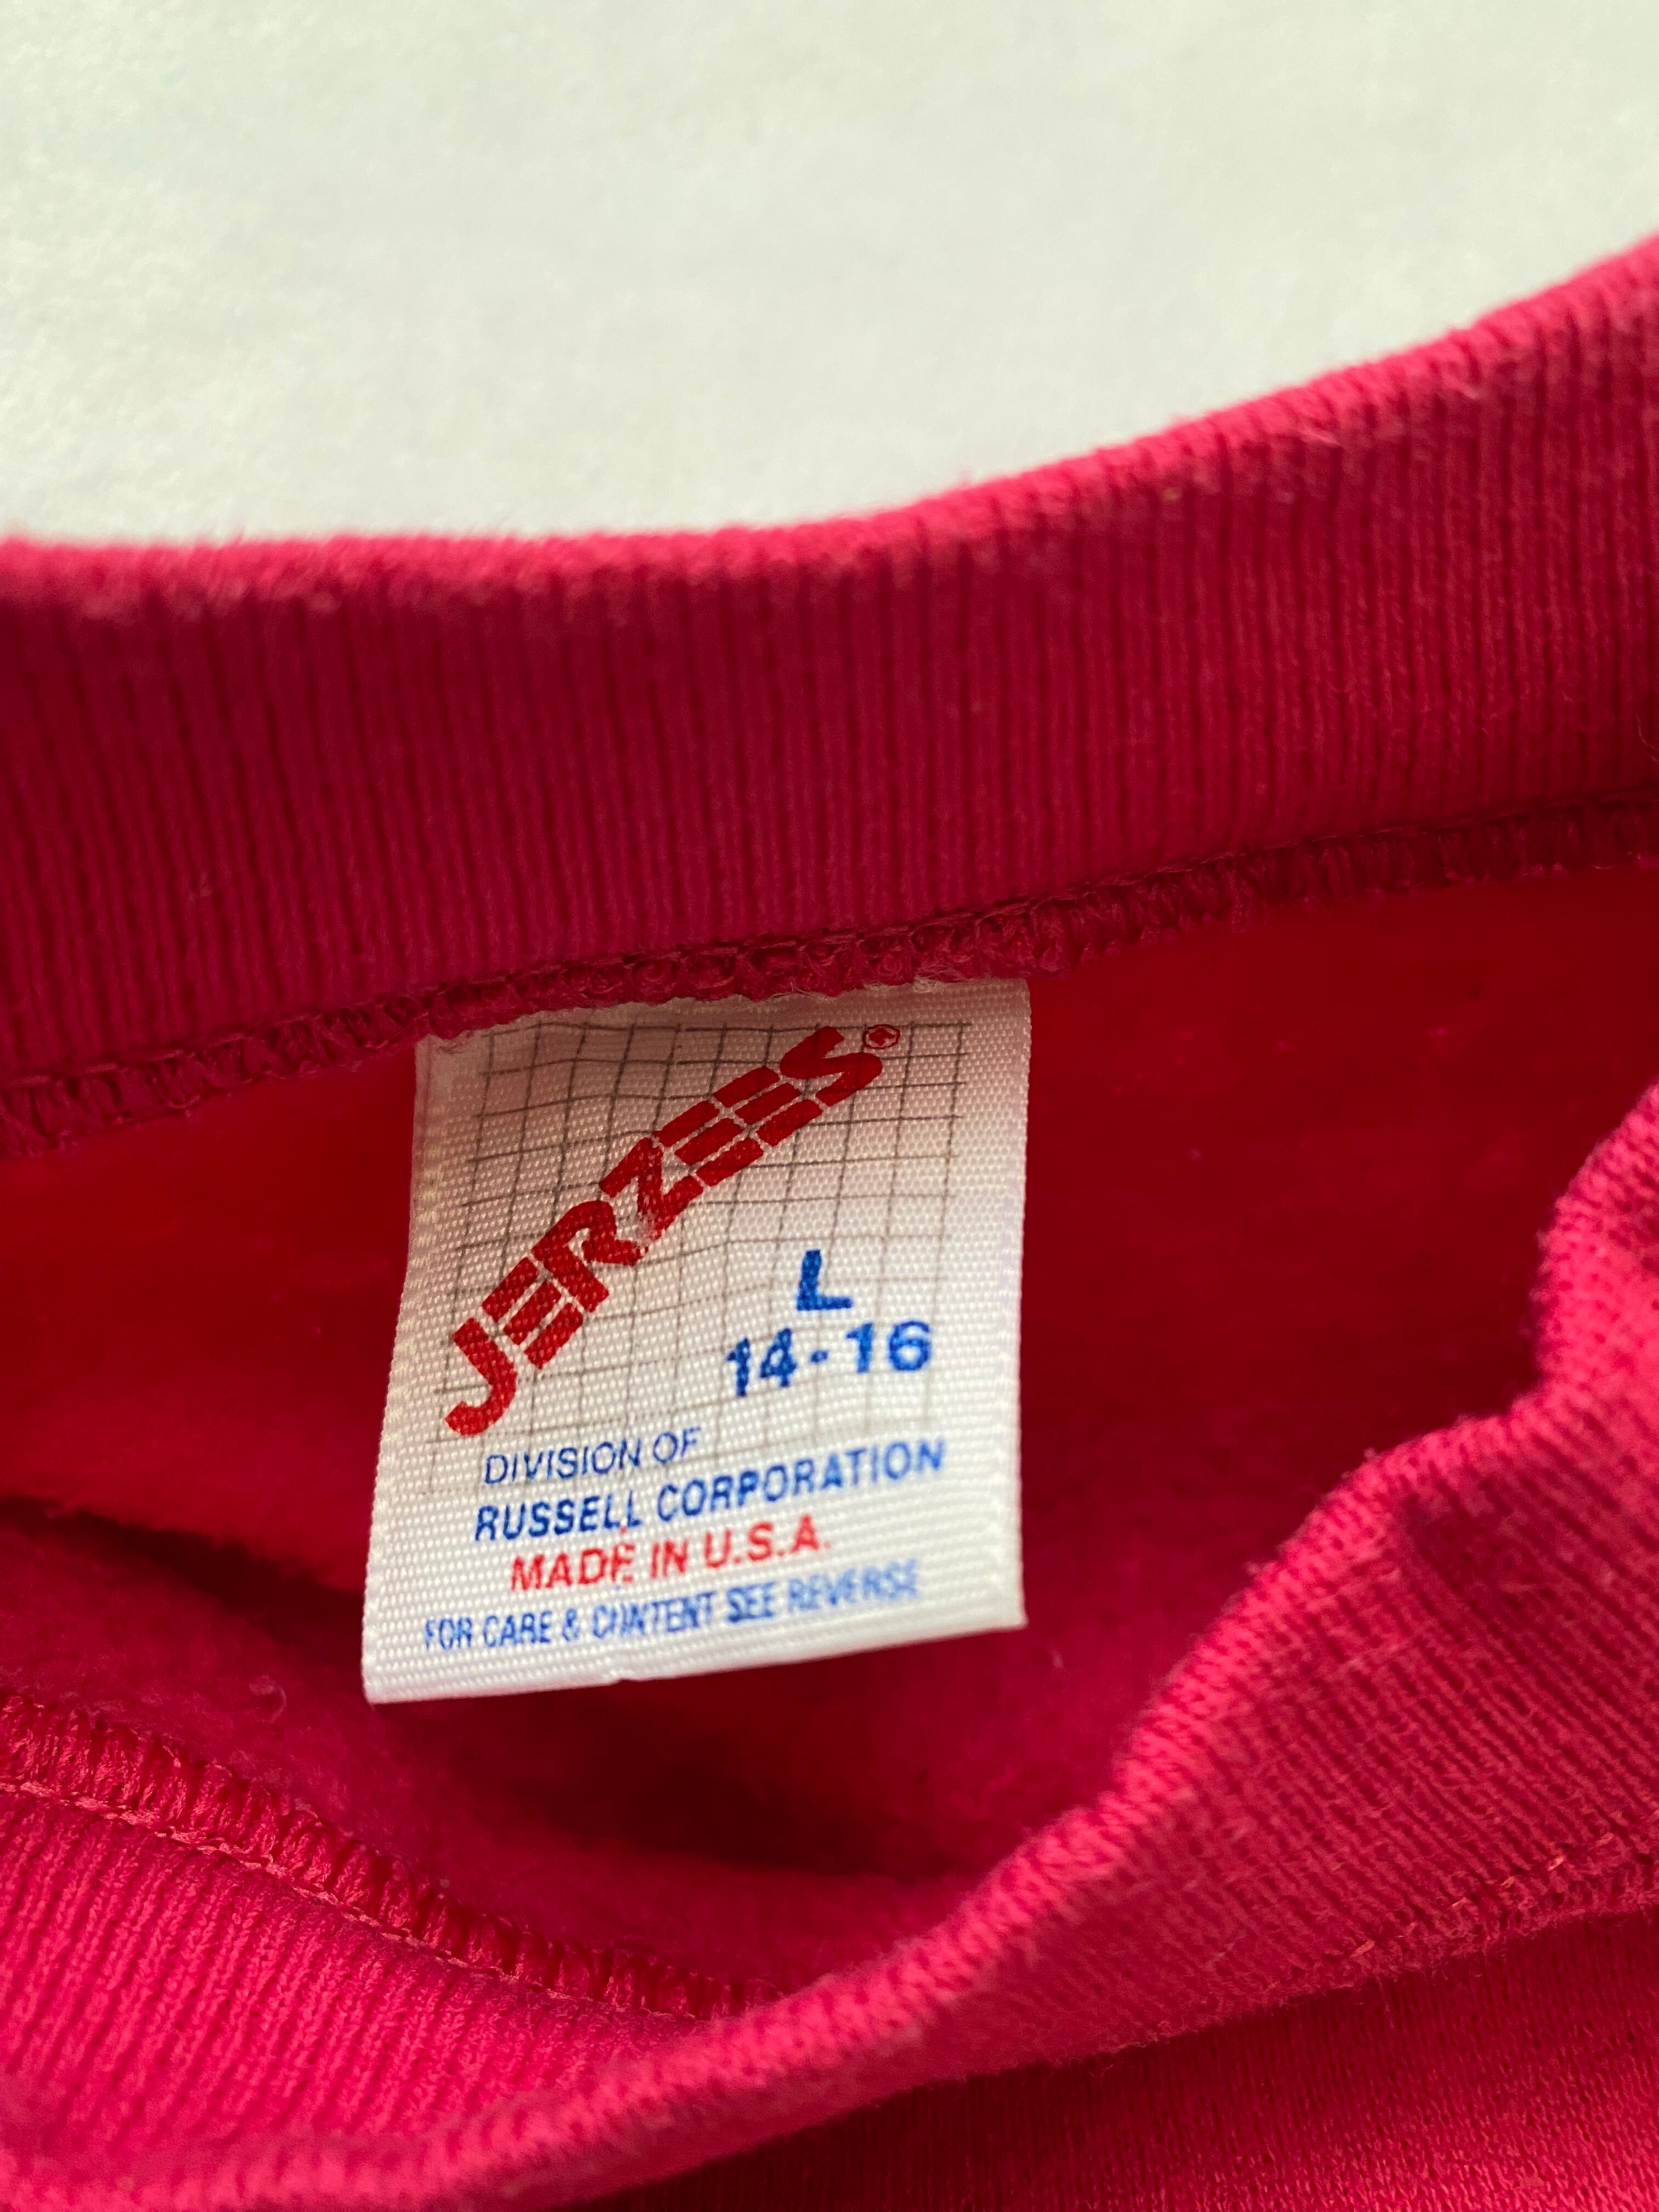 JERZEES®
L
14-16
DIVISION OF
RUSSELL CORPORATION
MADE IN U.S.A.
FOR CARE & CONTENT SEE REVERSE